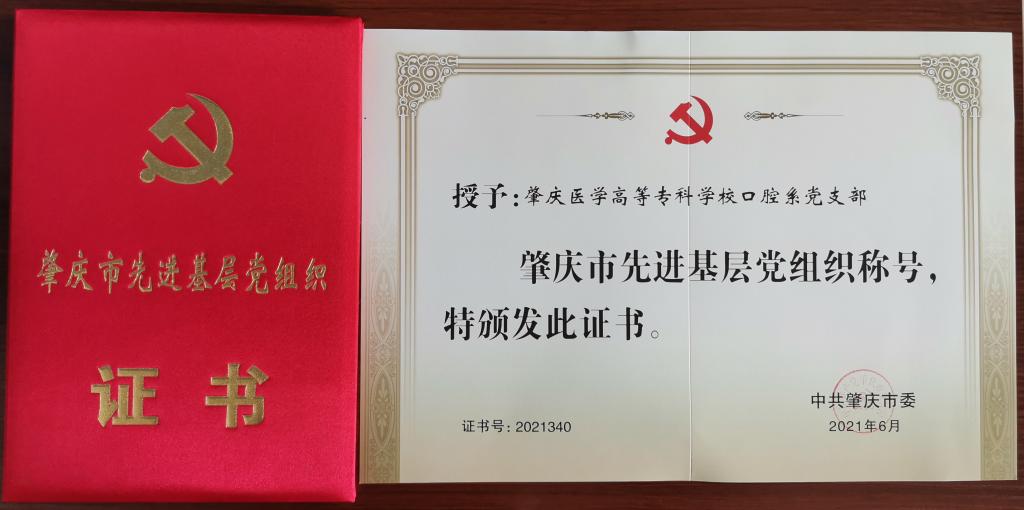 肇庆市先进基层党组织
证书
授予:肇庆医学高等专科学校口腔系党支部
肇庆市先进基层党组织称号,
特颁发此证书。
中共肇庆市委
证书号:2021340
2021年6月